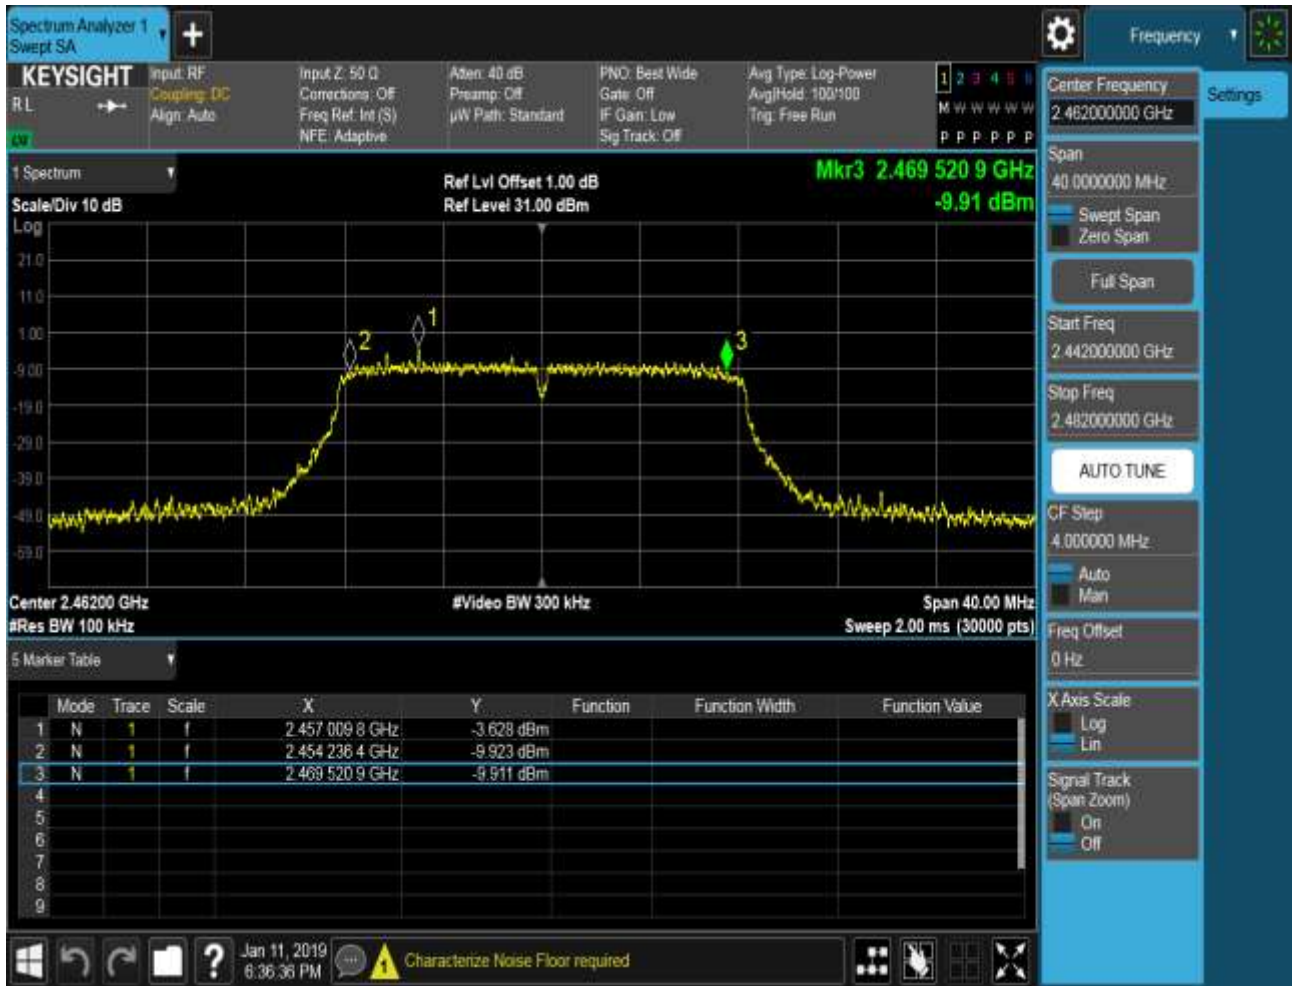 Spectrum Analyzer 1
Swept SA
Frequency
KEYSIGHT
RL
Input: RF
Coupling: DC
Align: Auto
Input Z: 50 Ω
Corrections: Off
Freq Ref: Int (S)
NFE: Adaptive
Atten: 40 dB
Preamp: Off
µW Path: Standard
PNO: Best Wide
Gate: Off
IF Gain: Low
Sig Track: Off
Avg Type: Log-Power
Avg|Hold: 100/100
Trig: Free Run
1 2 3 4 5 6
M W W W W W
P P P P P P
1 Spectrum
Scale/Div 10 dB
Ref Lvl Offset 1.00 dB
Ref Level 31.00 dBm
Mkr3 2.469 520 9 GHz
-9.91 dBm
Log
21.0
11.0
1.00
-9.00
-19.0
-29.0
-39.0
-49.0
-59.0
2
1
3
Center 2.46200 GHz
#Res BW 100 kHz
#Video BW 300 kHz
Span 40.00 MHz
Sweep 2.00 ms (30000 pts)
5 Marker Table
Mode Trace Scale X Y Function Function Width Function Value
1 N 1 f 2.457 009 8 GHz -3.628 dBm
2 N 1 f 2.454 236 4 GHz -9.923 dBm
3 N 1 f 2.469 520 9 GHz -9.911 dBm
4
5
6
7
8
9
Jan 11, 2019
6:36:36 PM
1
Characterize Noise Floor required
Settings
Center Frequency
2.462000000 GHz
Span
40.0000000 MHz
Swept Span
Zero Span
Full Span
Start Freq
2.442000000 GHz
Stop Freq
2.482000000 GHz
AUTO TUNE
CF Step
4.000000 MHz
Auto
Man
Freq Offset
0 Hz
X Axis Scale
Log
Lin
Signal Track
(Span Zoom)
On
Off